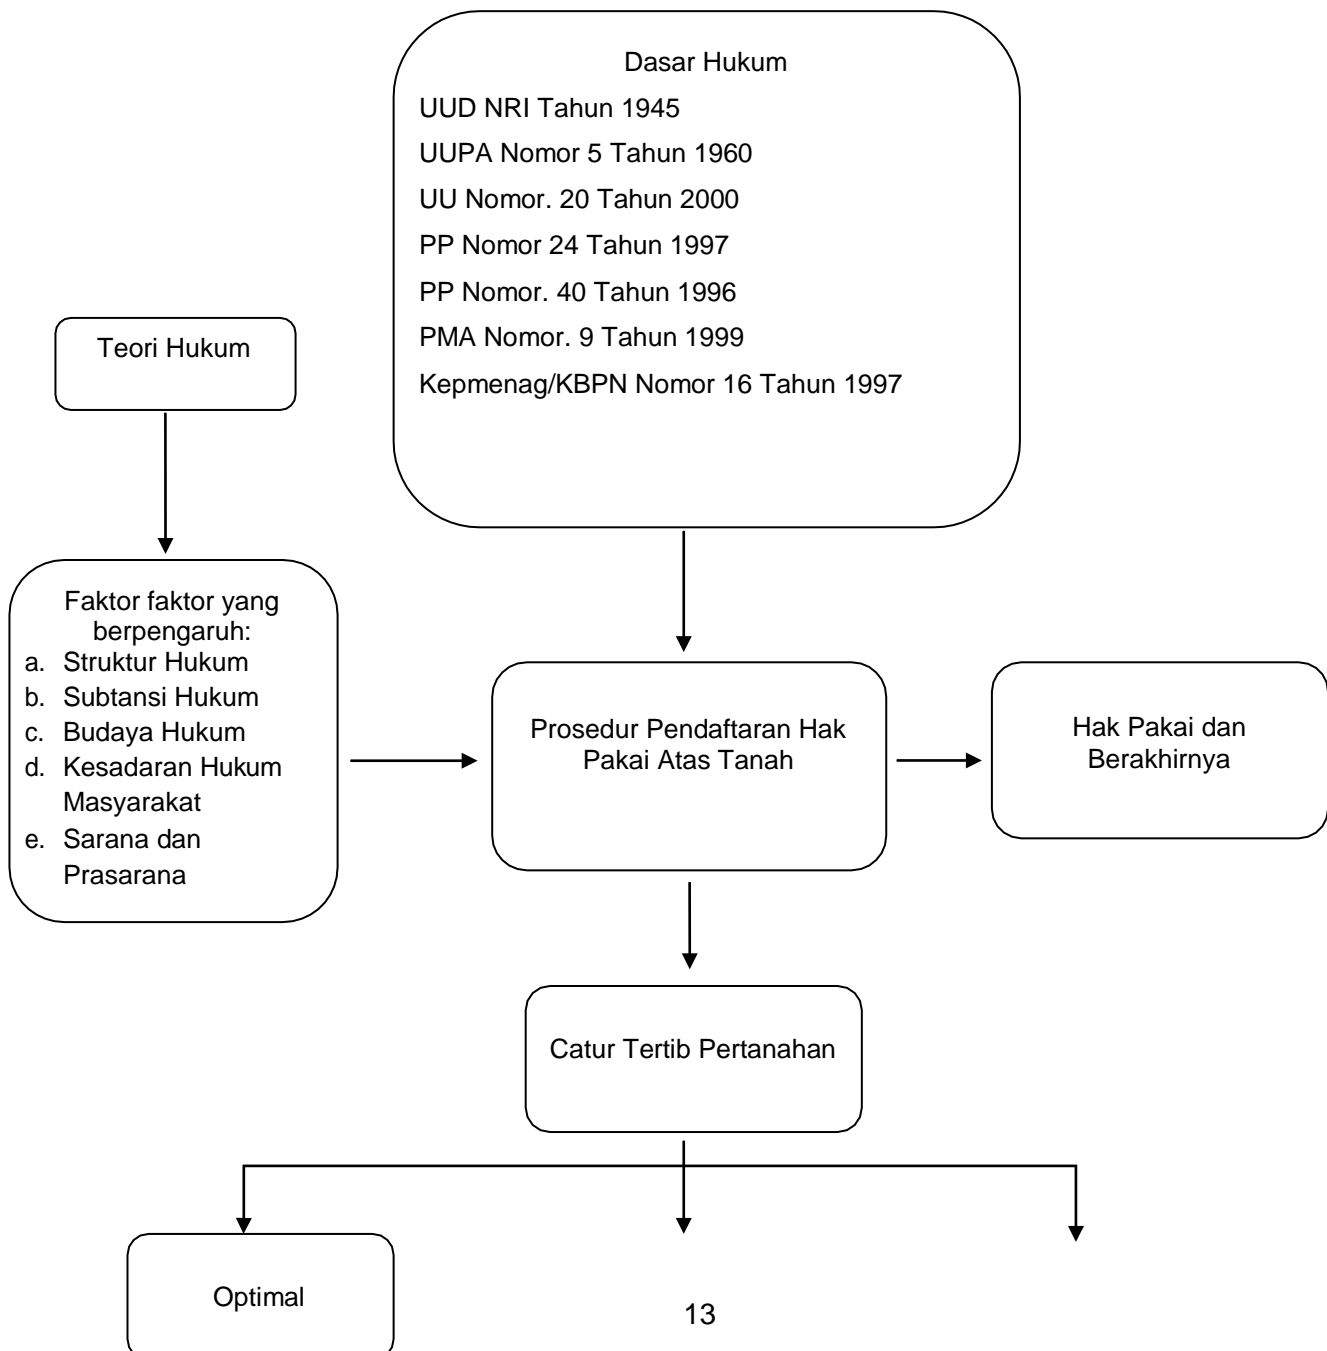 Dasar Hukum
UUD NRI Tahun 1945
UUPA Nomor 5 Tahun 1960
UU Nomor. 20 Tahun 2000
PP Nomor 24 Tahun 1997
PP Nomor. 40 Tahun 1996
PMA Nomor. 9 Tahun 1999
Kepmenag/KBPN Nomor 16 Tahun 1997
Teori Hukum
Faktor faktor yang
berpengaruh:
a. Struktur Hukum
b. Subtansi Hukum
c. Budaya Hukum
d. Kesadaran Hukum
Masyarakat
e. Sarana dan
Prasarana
Prosedur Pendaftaran Hak
Pakai Atas Tanah
Hak Pakai dan
Berakhirnya
Catur Tertib Pertanahan
Optimal
13